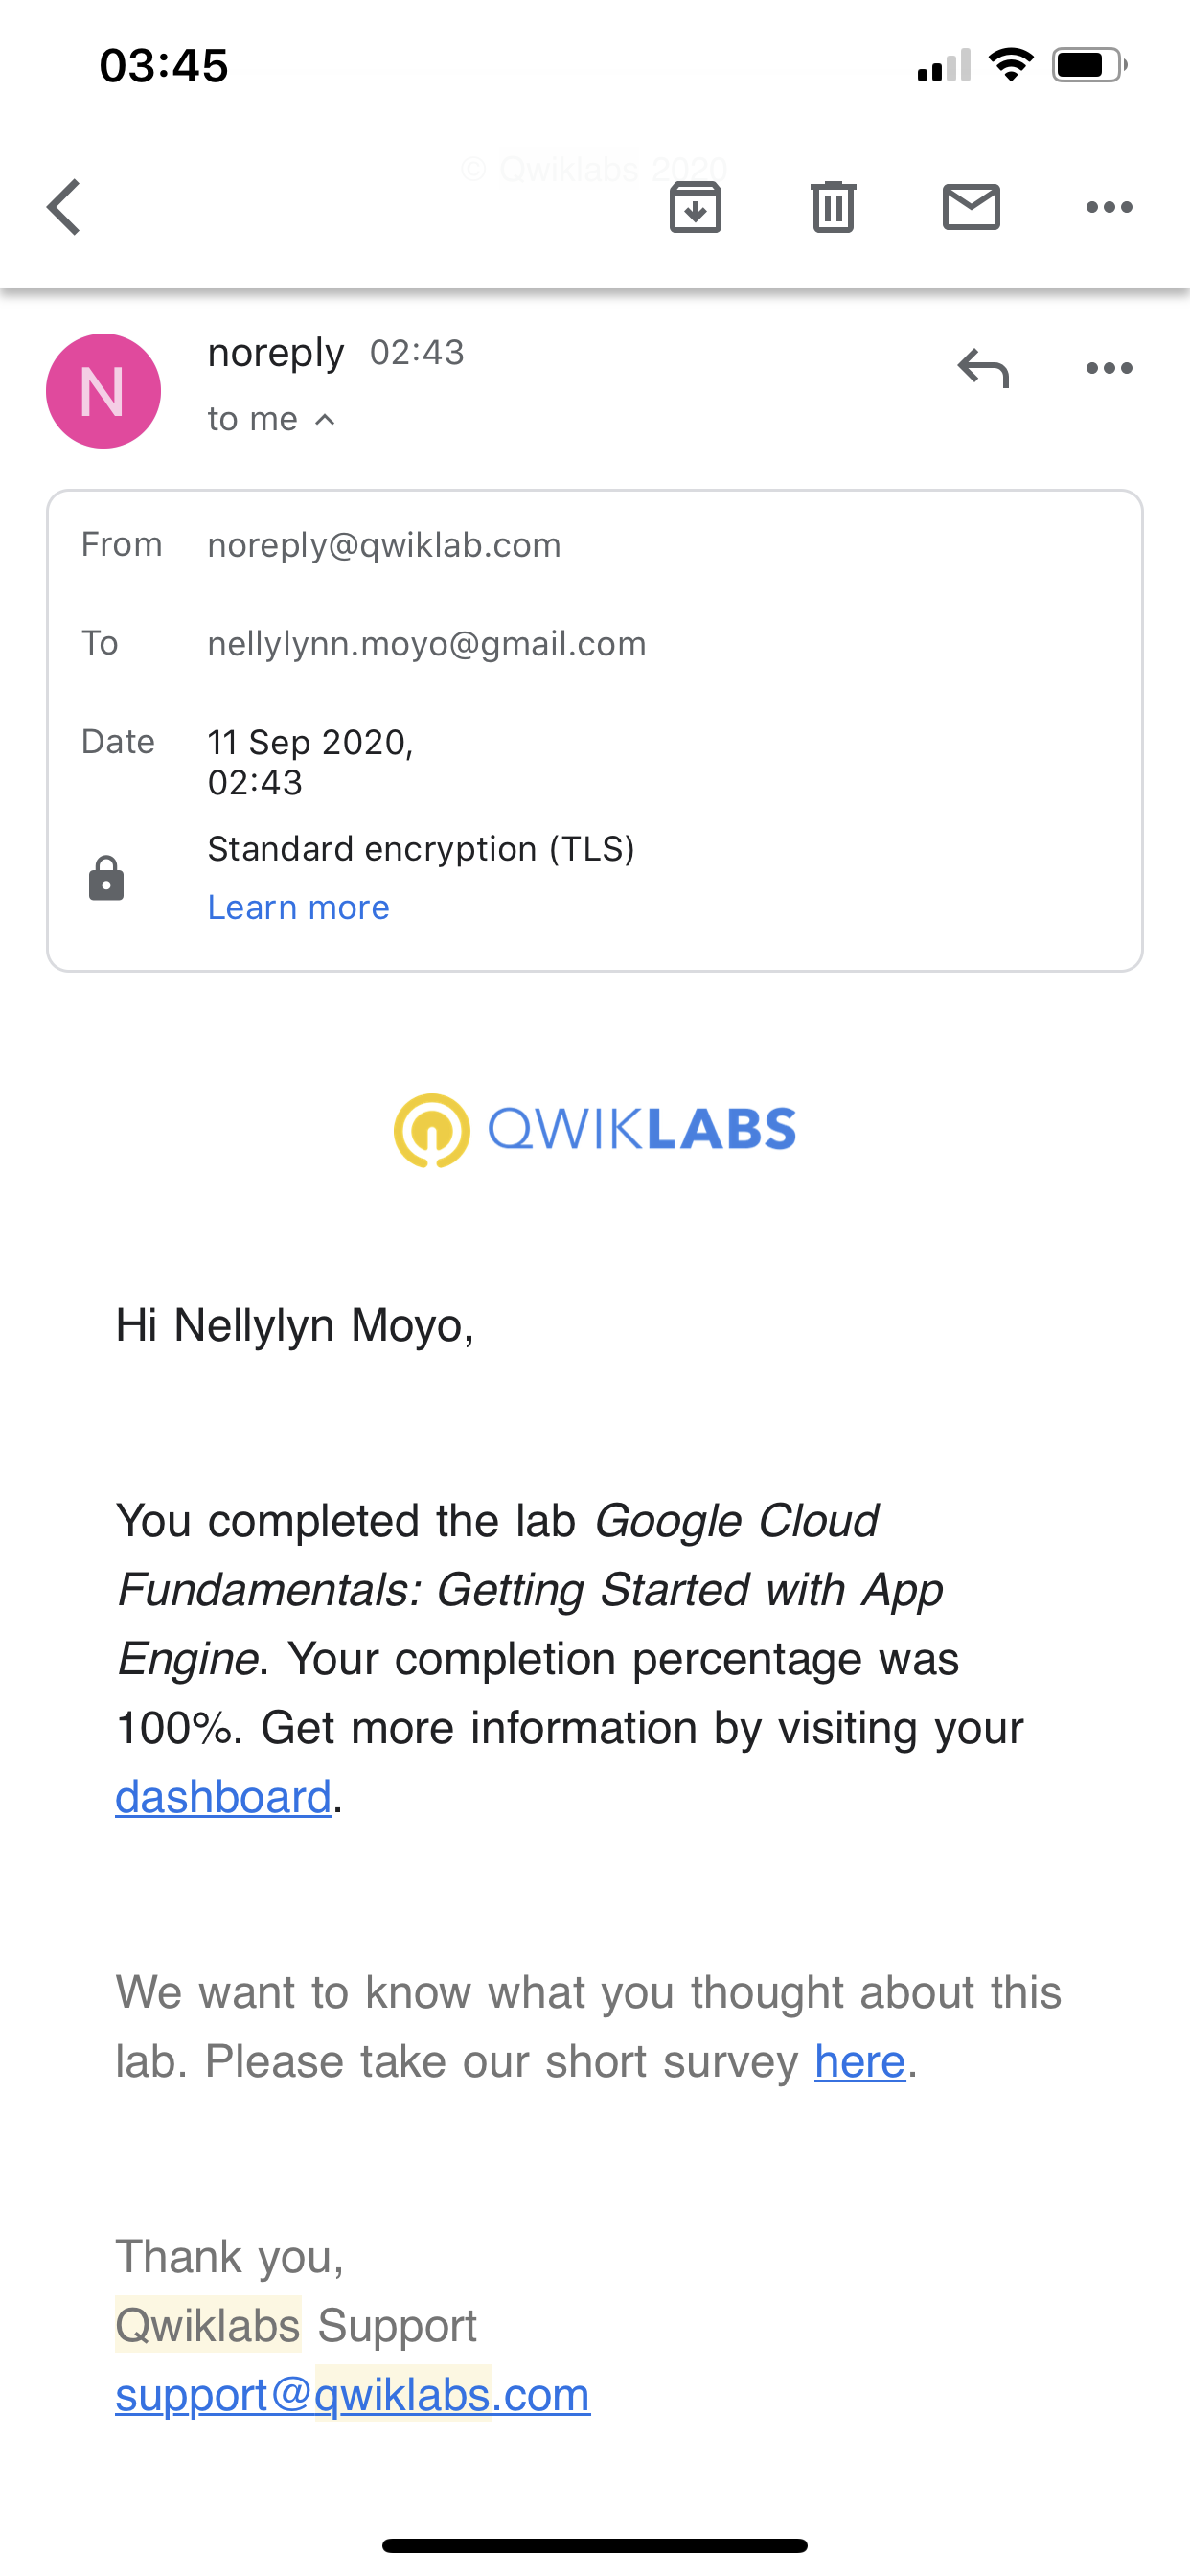 03:45
© Qwiklabs 2020
N
noreply 02:43
to me
From noreply@qwiklab.com
To nellylynn.moyo@gmail.com
Date 11 Sep 2020,
02:43
Standard encryption (TLS)
Learn more
QWIKLABS
Hi Nellylyn Moyo,
You completed the lab Google Cloud
Fundamentals: Getting Started with App
Engine. Your completion percentage was
100%. Get more information by visiting your
dashboard.
We want to know what you thought about this
lab. Please take our short survey here.
Thank you,
Qwiklabs Support
support@qwiklabs.com